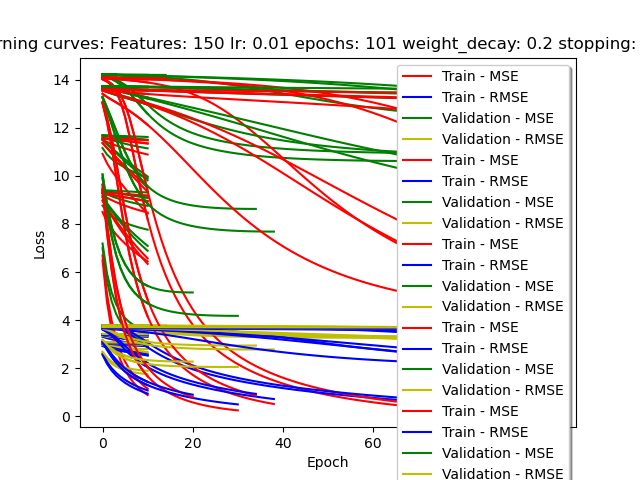 rning curves: Features: 150 lr: 0.01 epochs: 101 weight_decay: 0.2 stopping:
14
12
10
8
6
4
2
0
Loss
0 20 40 60
Epoch
Train - MSE
Train - RMSE
Validation - MSE
Validation - RMSE
Train - MSE
Train - RMSE
Validation - MSE
Validation - RMSE
Train - MSE
Train - RMSE
Validation - MSE
Validation - RMSE
Train - MSE
Train - RMSE
Validation - MSE
Validation - RMSE
Train - MSE
Train - RMSE
Validation - MSE
Validation - RMSE